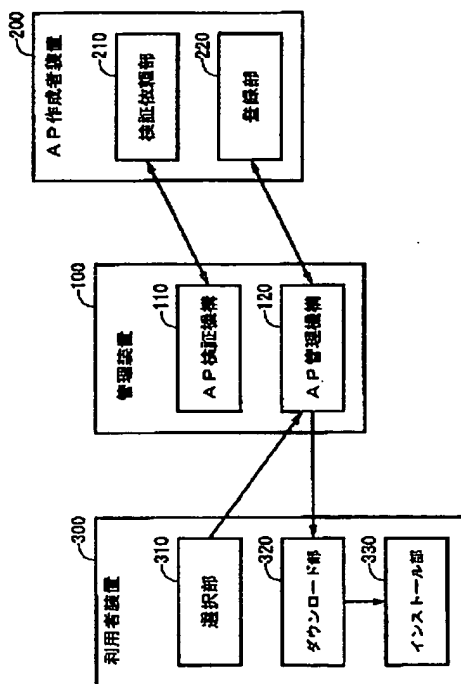 200
AP作成者装置
210
検証依頼部
220
登録部
100
管理装置
110
AP検証機構
120
AP管理機構
300
利用者装置
310
選択部
320
ダウンロード部
330
インストール部